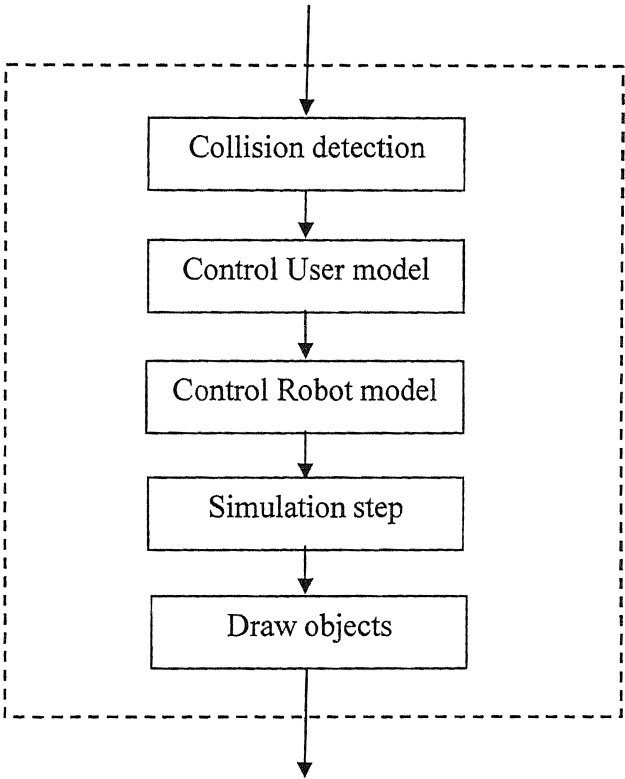 Collision detection
Control User model
Control Robot model
Simulation step
Draw objects